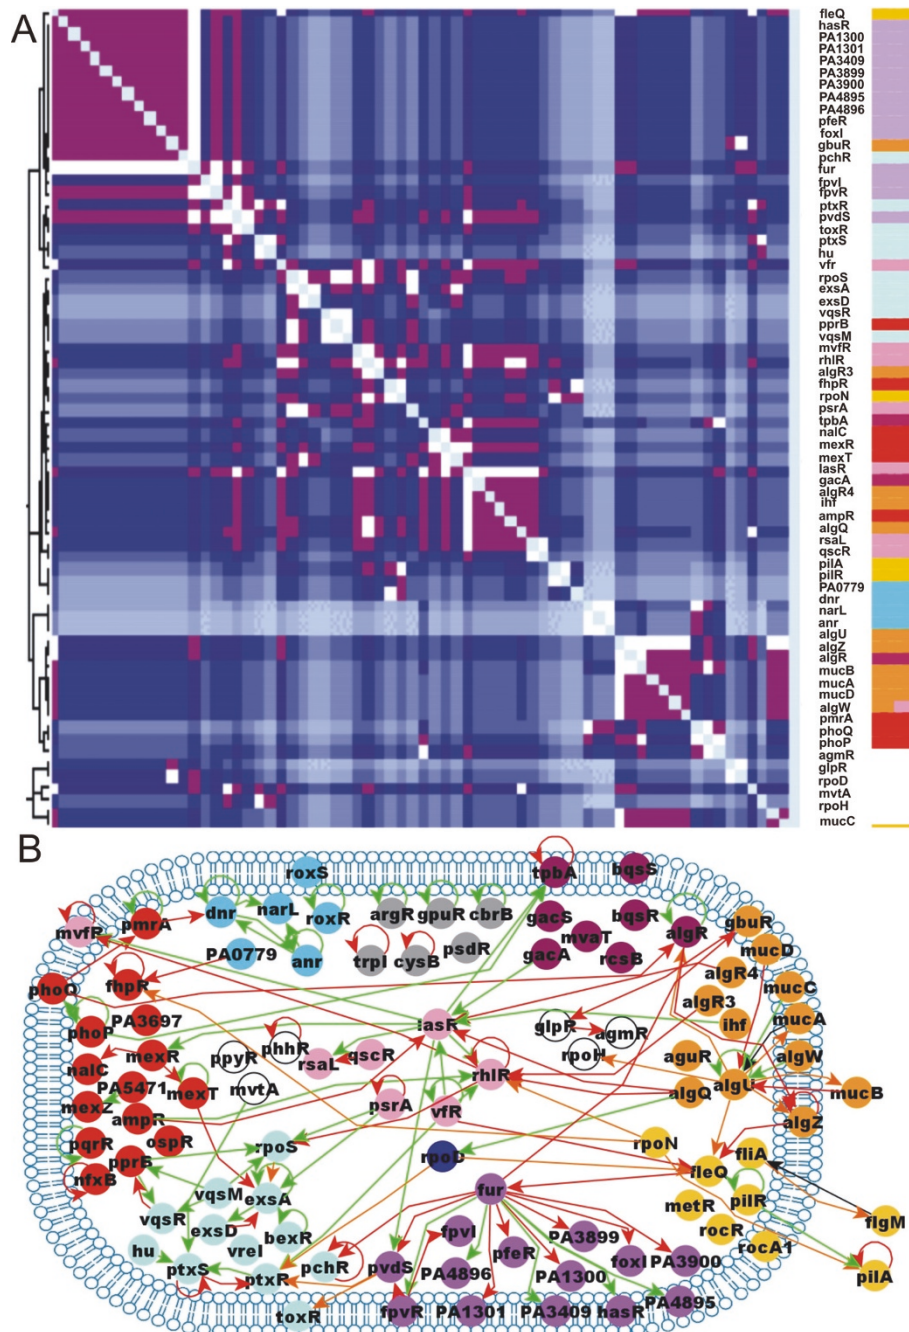 A
fleQ
hasR
PA1300
PA1301
PA3409
PA3899
PA3900
PA4895
PA4896
pfeR
foxI
gbuR
pchR
fur
fpvI
fpvR
ptxR
pvdS
toxR
ptxS
hu
vfr
rpoS
exsA
exsD
vqsR
pprB
vqsM
mvfR
rhlR
algR3
fhpR
rpoN
psrA
tpbA
nalC
mexR
mexT
lasR
gacA
algR4
ihf
ampR
algQ
rsaL
qscR
pilA
pilR
PA0779
dnr
narL
anr
algU
algZ
algR
mucB
mucA
mucD
algW
pmrA
phoQ
phoP
agmR
glpR
rpoD
mvtA
rpoH
mucC
B
roxS
tpbA
bqsS
mvfR
pmrA
dnr
narL
roxR
argR
gpuR
cbrB
gacS
bqsR
algR
gbuR
mucD
PA0779
anr
trpI
cysB
psdR
gacA
mvaT
rcsB
algR4
mucC
phoQ
fhpR
algR3
phoP
PA3697
lasR
glpR
agmR
ihf
mucA
nalC
mexR
ppyR
phhR
rsaL
qscR
rhlR
rpoH
aguR
algU
algW
mexZ
PA5471
mexT
mvtA
psrA
vfR
algQ
mucB
ampR
algZ
pqrR
pprB
ospR
rpoS
rpoD
rpoN
fleQ
fliA
nfxB
vqsM
exsA
fur
pilR
vqsR
exsD
bexR
metR
rocR
flgM
hu
vreI
fpvI
pfeR
PA3899
foxI
PA3900
rocA1
ptxS
ptxR
pchR
pvdS
PA4896
PA1300
pilA
toxR
fpvR
PA1301
PA3409
hasR
PA4895